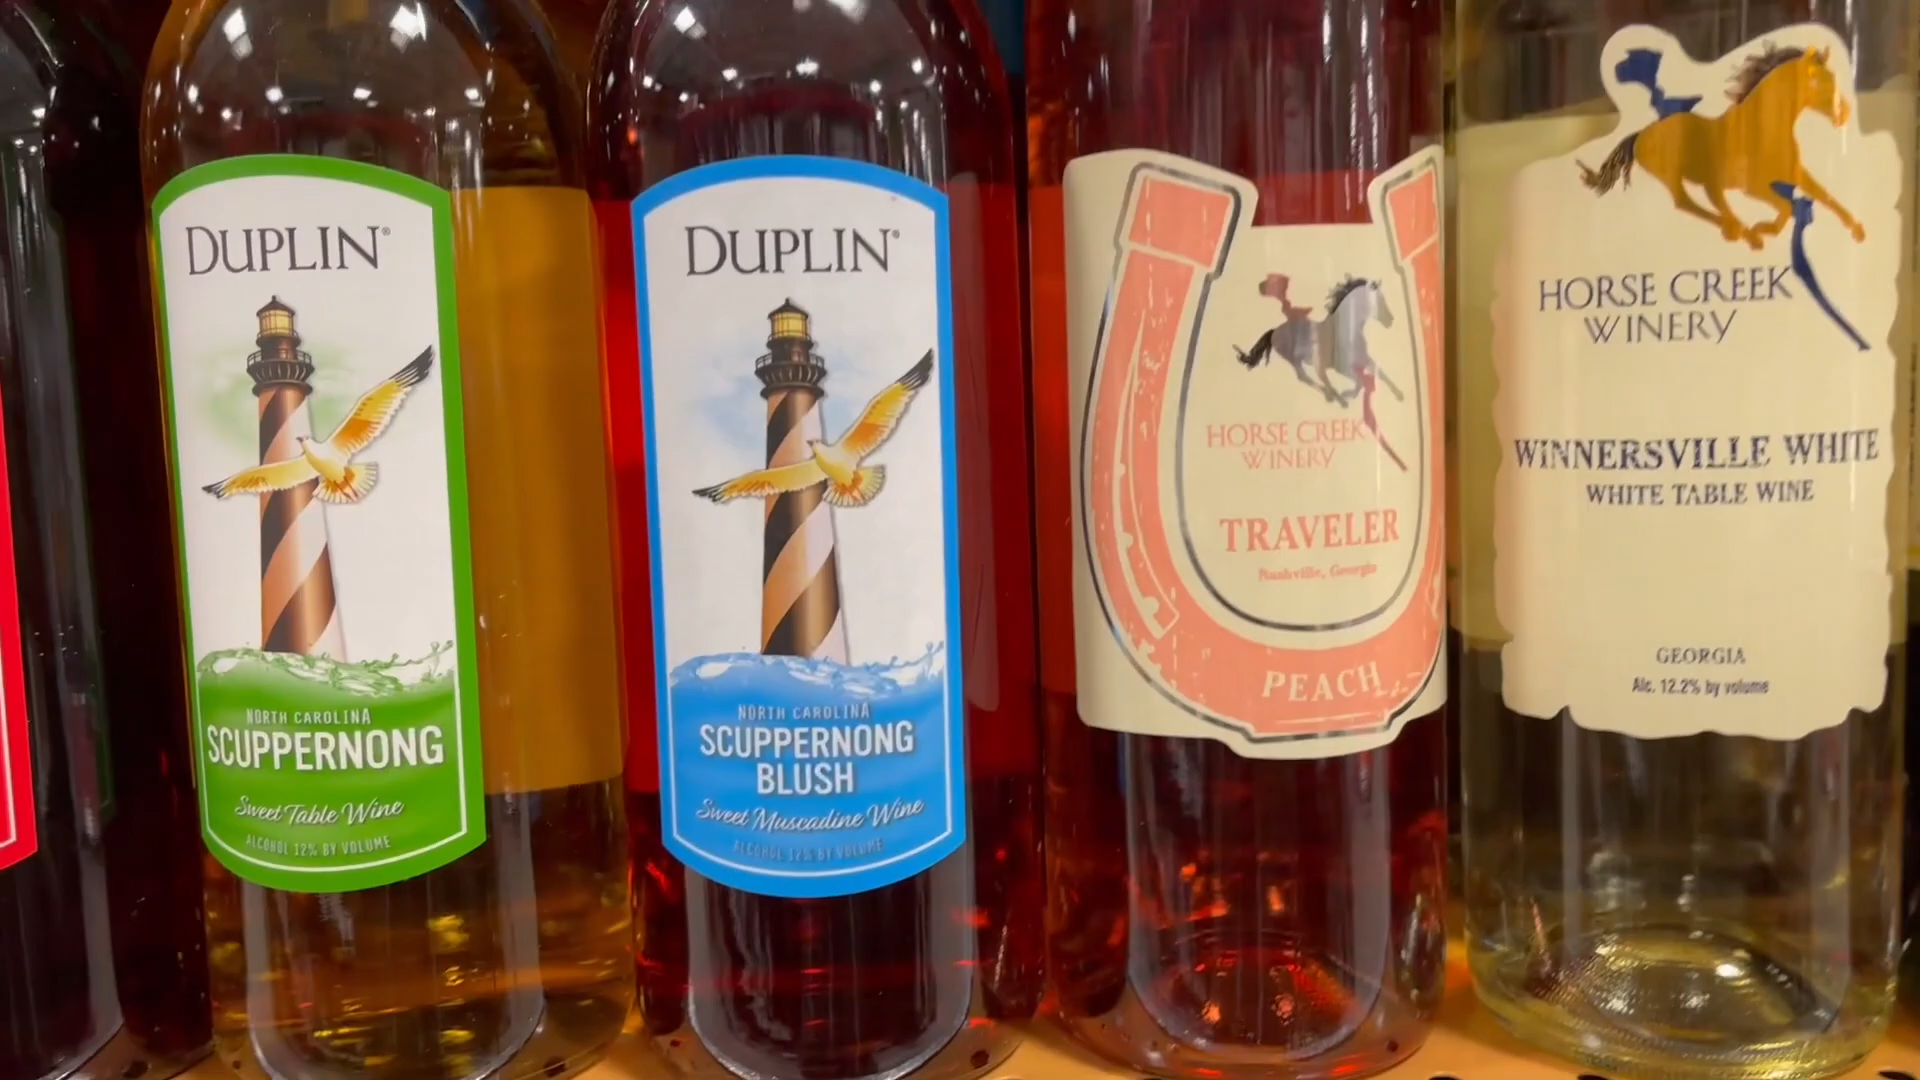 DUPLIN®
NORTH CAROLINA
SCUPPERNONG
Sweet Table Wine
ALCOHOL 12% BY VOLUME
DUPLIN®
NORTH CAROLINA
SCUPPERNONG
BLUSH
Sweet Muscadine Wine
ALCOHOL 12% BY VOLUME
HORSE CREEK
WINERY
TRAVELER
Nashville, Georgia
PEACH
HORSE CREEK
WINERY
WINNERSVILLE WHITE
WHITE TABLE WINE
GEORGIA
Alc. 12.2% by volume